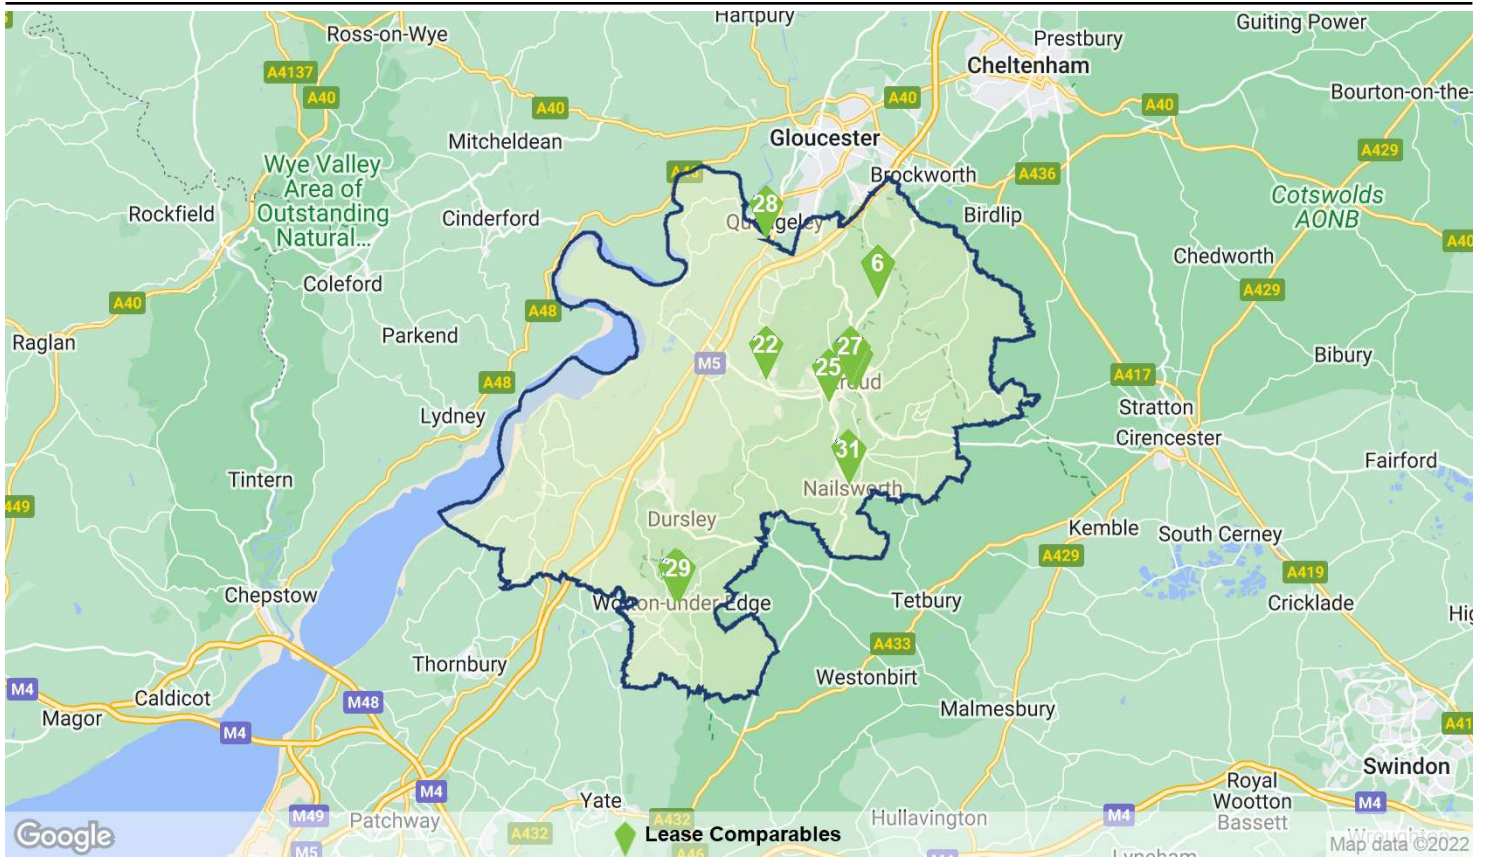 Hartpury
Guiting Power
Ross-on-Wye
Prestbury
Cheltenham
A4137
A40
A40
A40
A40
Bourton-on-the-
Mitcheldean
Gloucester
A429
Wye Valley
Area of
Outstanding
Natural...
Brockworth
A436
Cotswolds
AONB
Rockfield
Cinderford
28
Birdlip
A40
Chedworth
6
Coleford
A429
A40
A48
Parkend
Raglan
22
27
25
M5
Bibury
A48
A417
Lydney
Stratton
Cirencester
31
Fairford
Tintern
Nailsworth
449
Dursley
Kemble
South Cerney
A429
29
A419
Chepstow
Wotton-under Edge
Tetbury
Cricklade
A433
Thornbury
Westonbirt
M4
Caldicot
M48
Magor
M4
Malmesbury
Swindon
Royal
Wootton
Bassett
M4
Yate
M4
M4
M49
Patchway
A432
A432
Hullavington
Lease Comparables
Google
M5
A46
Map data ©2022